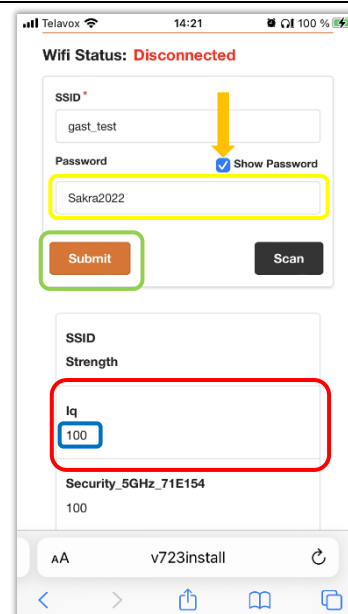 Telavox 14:21 100 %
Wifi Status: Disconnected
SSID *
gast_test
Password Show Password
Sakra2022
Submit Scan
SSID
Strength
Iq
100
Security_5GHz_71E154
100
AA v723install